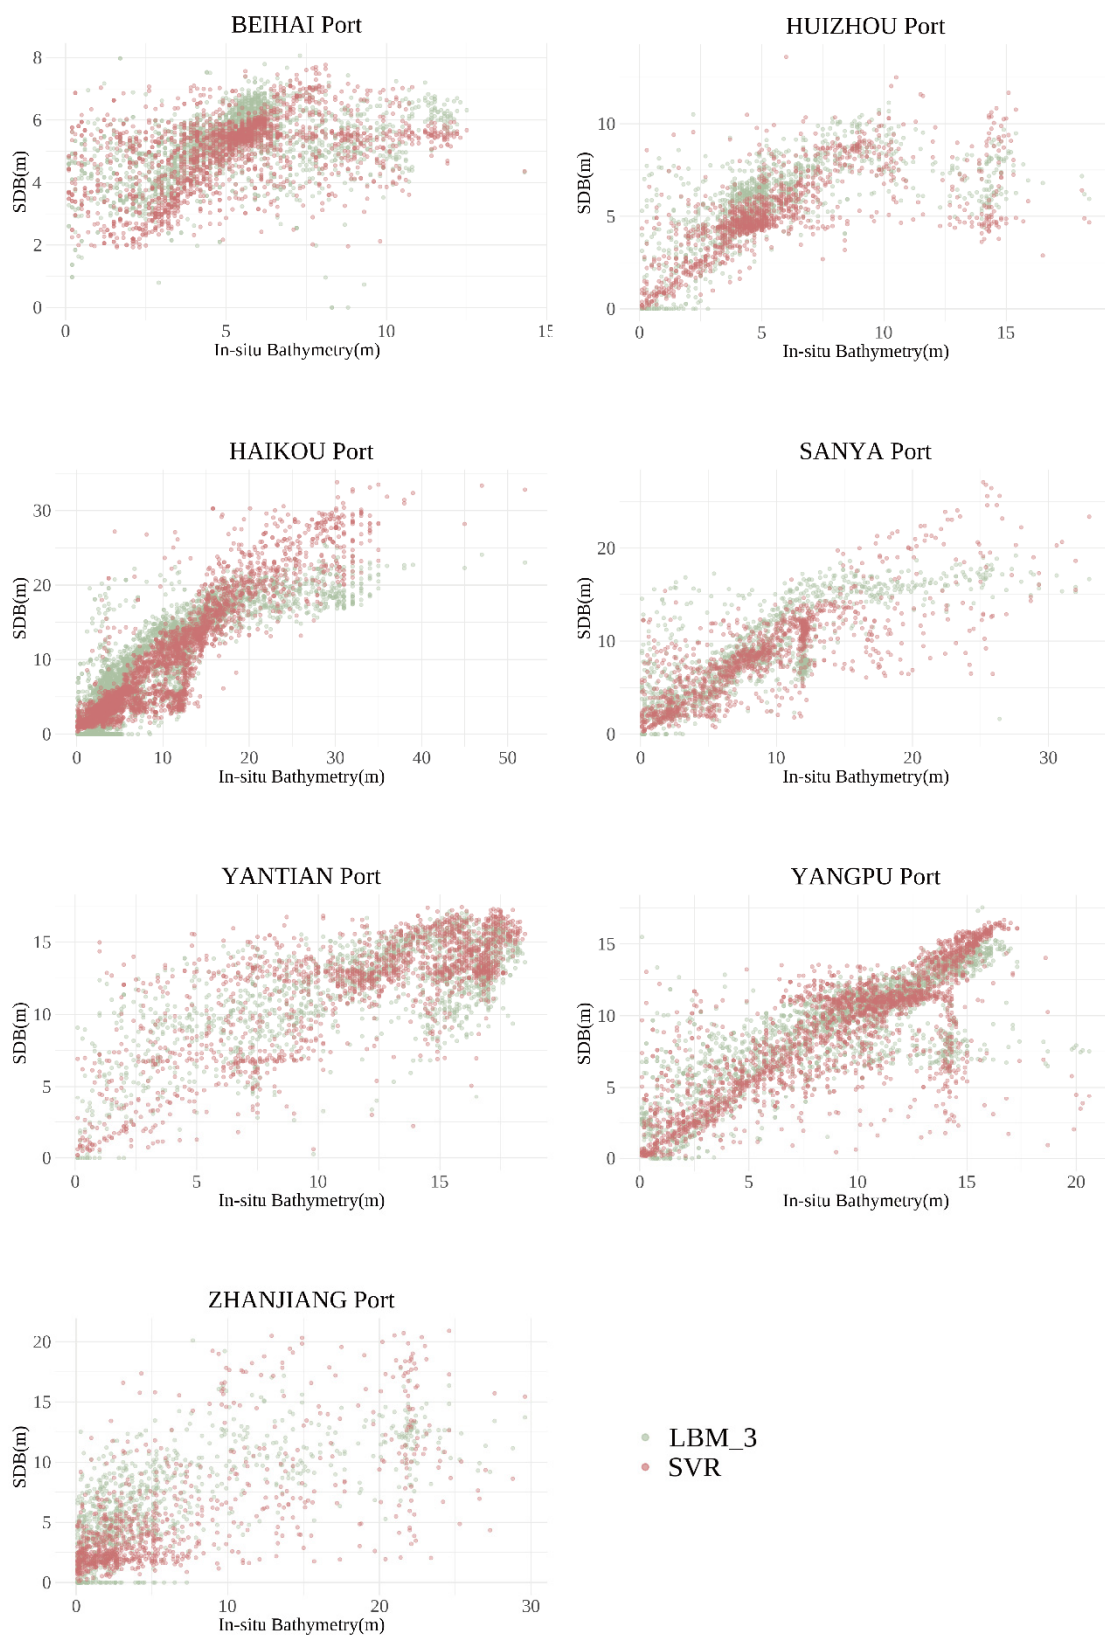 BEIHAI Port
8
6
4
2
0
SDB(m)
0 5 10 15
In-situ Bathymetry(m)
HUIZHOU Port
10
5
0
SDB(m)
0 5 10 15
In-situ Bathymetry(m)
HAIKOU Port
30
20
10
0
SDB(m)
0 10 20 30 40 50
In-situ Bathymetry(m)
SANYA Port
20
10
0
SDB(m)
0 10 20 30
In-situ Bathymetry(m)
YANTIAN Port
15
10
5
0
SDB(m)
0 5 10 15
In-situ Bathymetry(m)
YANGPU Port
15
10
5
0
SDB(m)
0 5 10 15 20
In-situ Bathymetry(m)
ZHANJIANG Port
20
15
10
5
0
SDB(m)
0 10 20 30
In-situ Bathymetry(m)
LBM_3
SVR